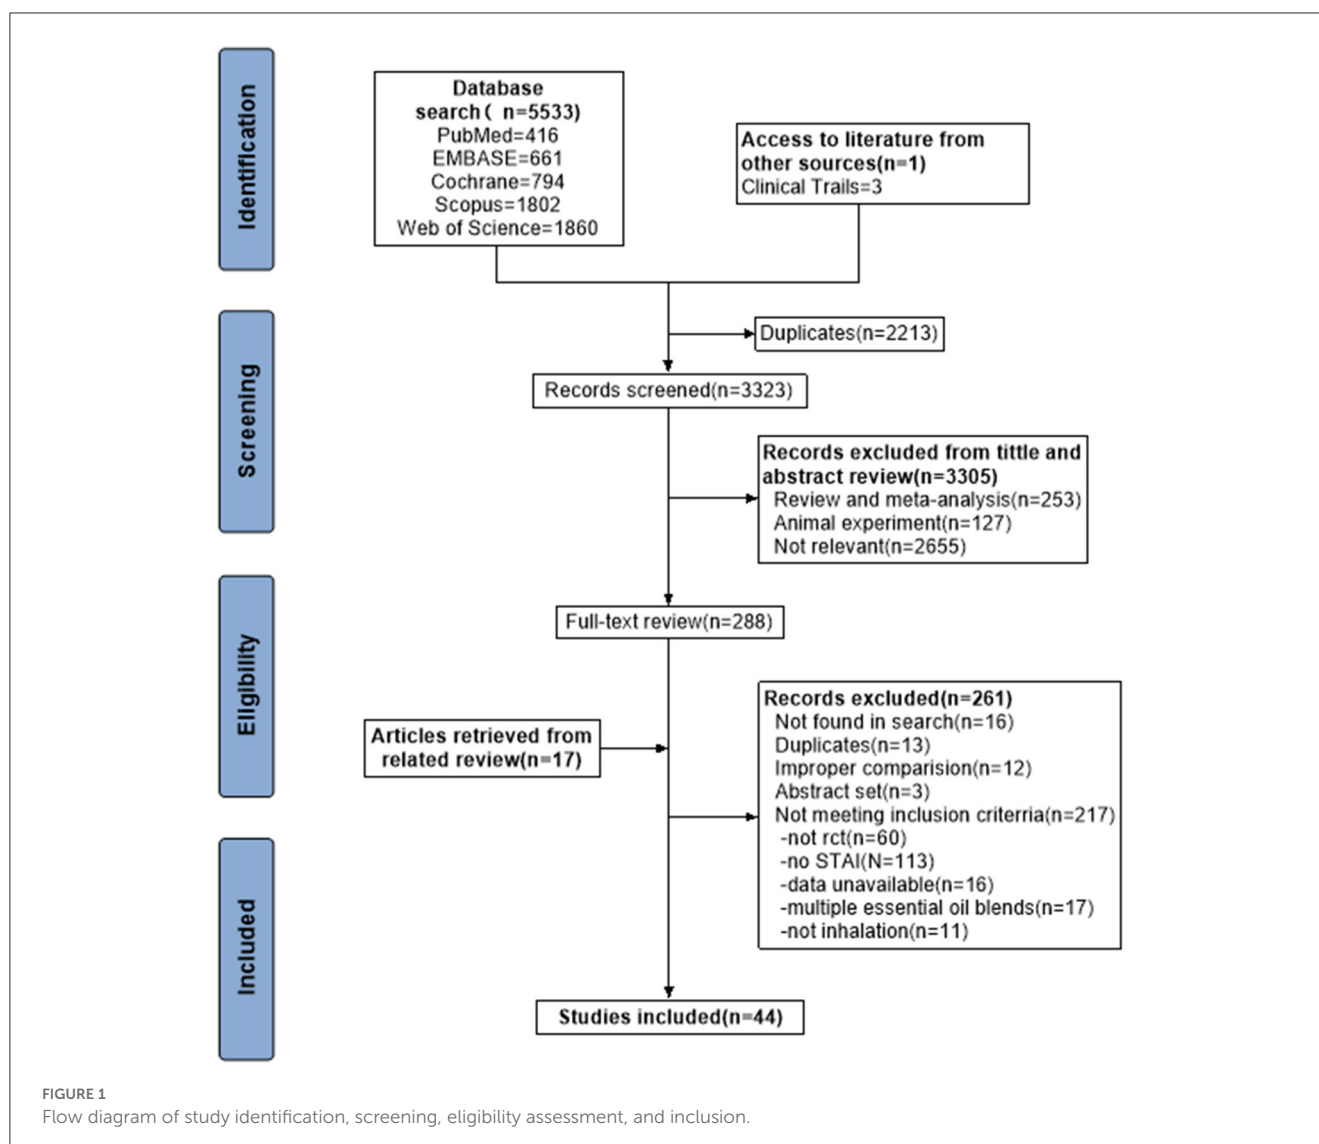 Identification
Database
search( n=5533)
PubMed=416
EMBASE=661
Cochrane=794
Scopus=1802
Web of Science=1860
Access to literature from
other sources(n=1)
Clinical Trails=3
Screening
Duplicates(n=2213)
Records screened(n=3323)
Records excluded from tittle and
abstract review(n=3305)
Review and meta-analysis(n=253)
Animal experiment(n=127)
Not relevant(n=2655)
Eligibility
Full-text review(n=288)
Articles retrieved from
related review(n=17)
Records excluded(n=261)
Not found in search(n=16)
Duplicates(n=13)
Improper comparision(n=12)
Abstract set(n=3)
Not meeting inclusion criterria(n=217)
-not rct(n=60)
-no STAI(N=113)
-data unavailable(n=16)
-multiple essential oil blends(n=17)
-not inhalation(n=11)
Included
Studies included(n=44)
FIGURE 1
Flow diagram of study identification, screening, eligibility assessment, and inclusion.